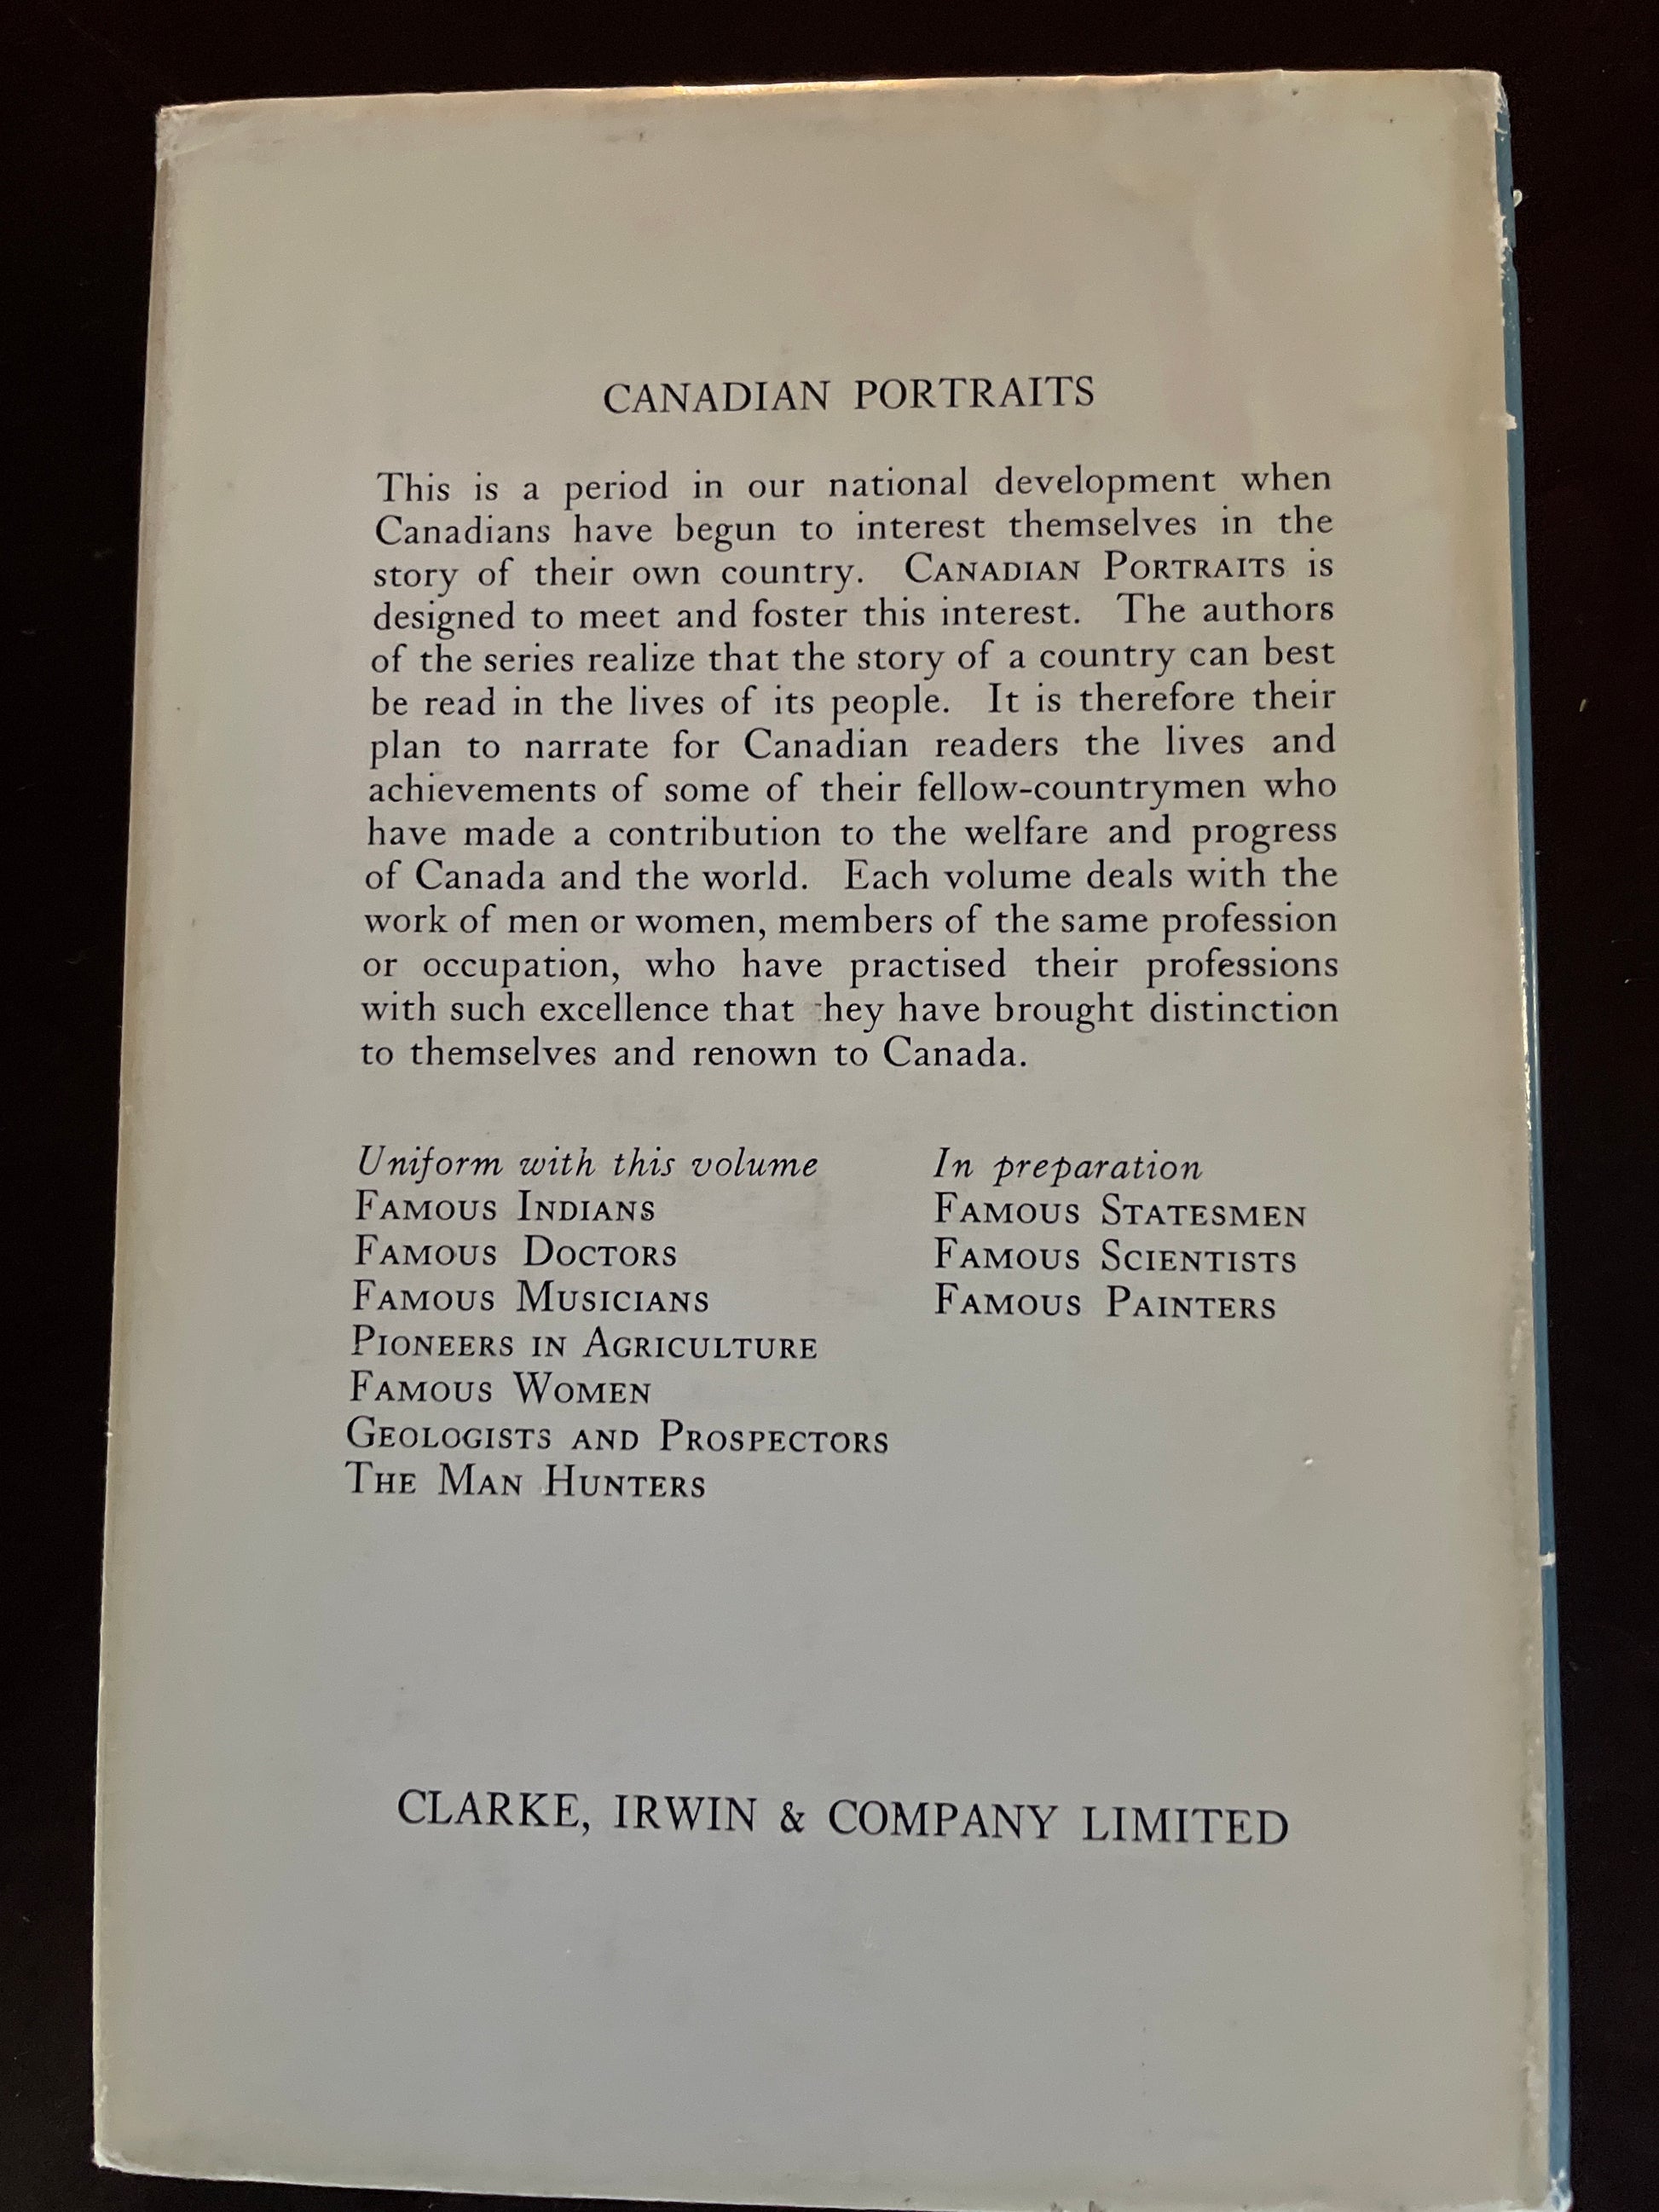 CANADIAN PORTRAITS
This is a period in our national development when
Canadians have begun to interest themselves in the
story of their own country. CANADIAN PORTRAITS is
designed to meet and foster this interest. The authors
of the series realize that the story of a country can best
be read in the lives of its people. It is therefore their
plan to narrate for Canadian readers the lives and
achievements of some of their fellow-countrymen who
have made a contribution to the welfare and progress
of Canada and the world. Each volume deals with the
work of men or women, members of the same profession
or occupation, who have practised their professions
with such excellence that they have brought distinction
to themselves and renown to Canada.
Uniform with this volume
FAMOUS INDIANS
FAMOUS DOCTORS
FAMOUS MUSICIANS
PIONEERS IN AGRICULTURE
FAMOUS WOMEN
GEOLOGISTS AND PROSPECTORS
THE MAN HUNTERS
In preparation
FAMOUS STATESMEN
FAMOUS SCIENTISTS
FAMOUS PAINTERS
CLARKE, IRWIN & COMPANY LIMITED